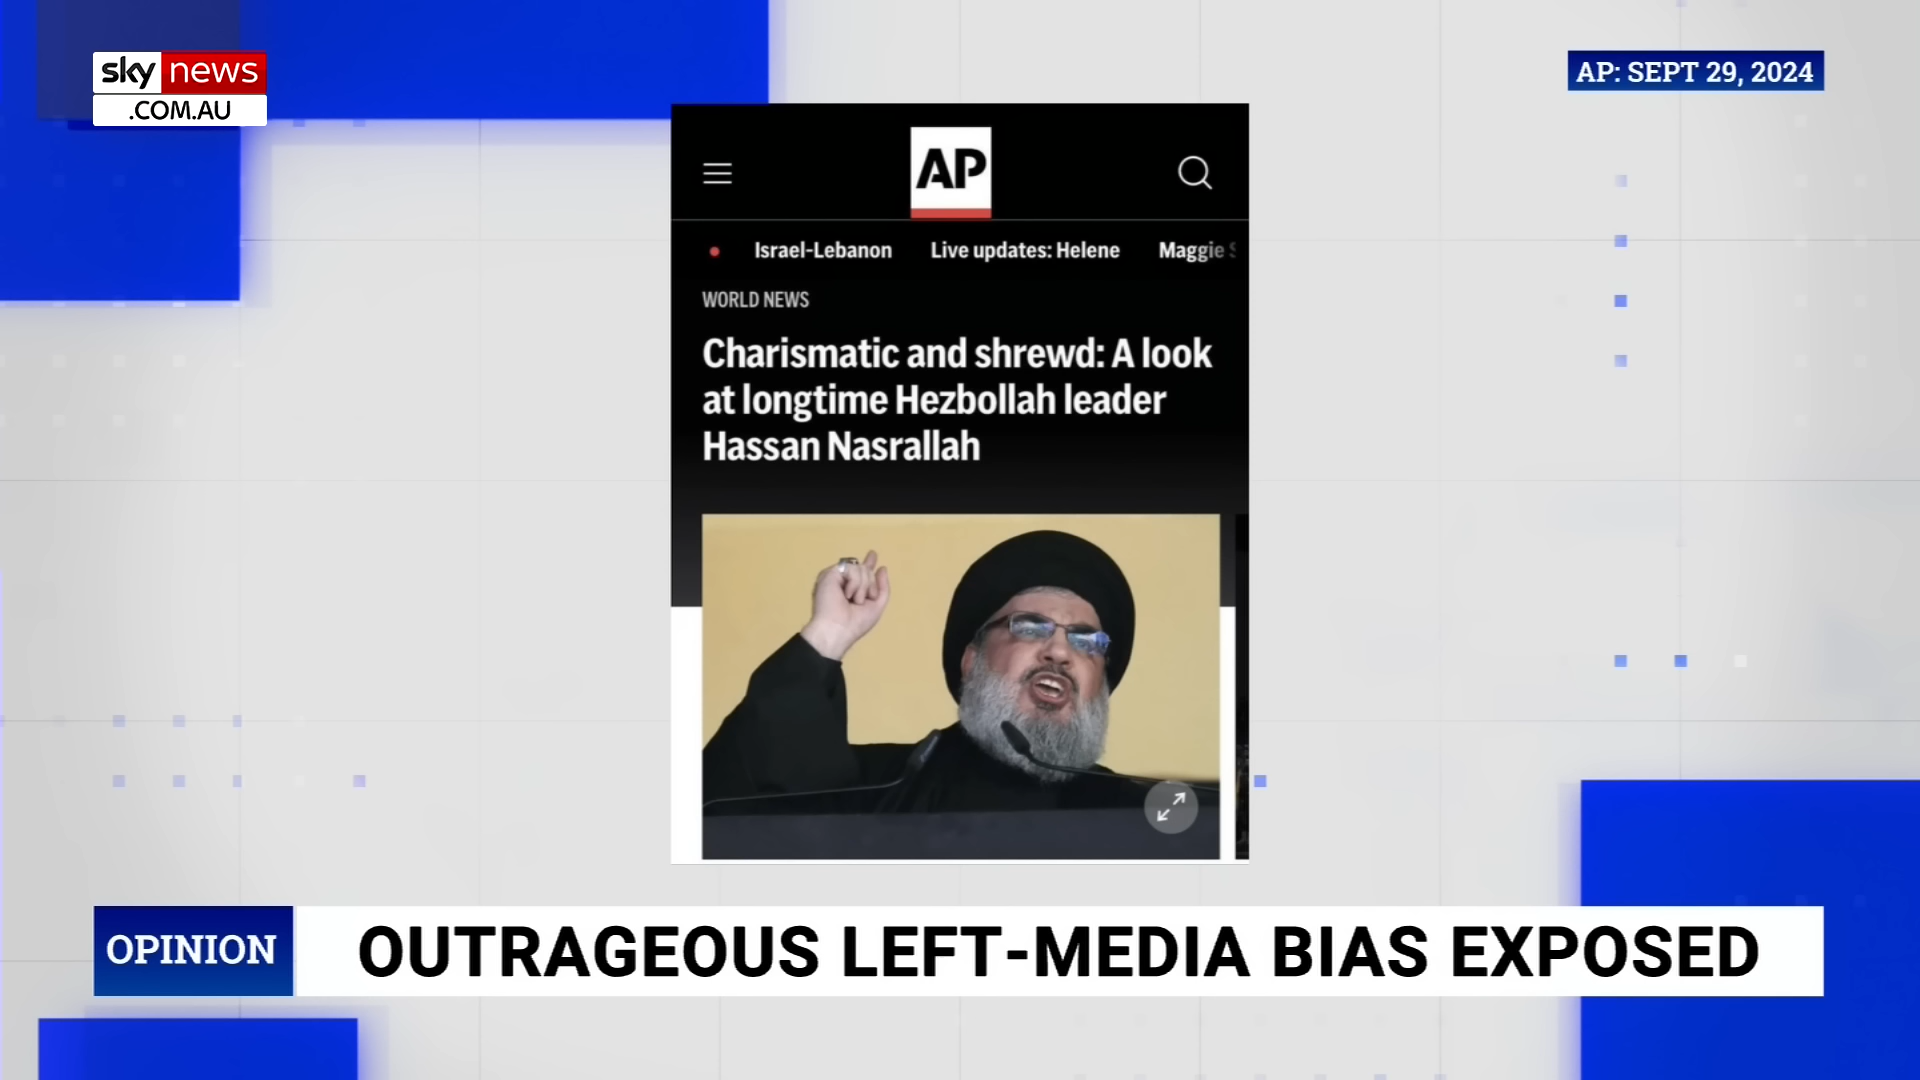 sky news
.COM.AU
AP: SEPT 29, 2024
AP
Israel-Lebanon Live updates: Helene Maggie S
WORLD NEWS
Charismatic and shrewd: A look
at longtime Hezbollah leader
Hassan Nasrallah
OPINION
OUTRAGEOUS LEFT-MEDIA BIAS EXPOSED